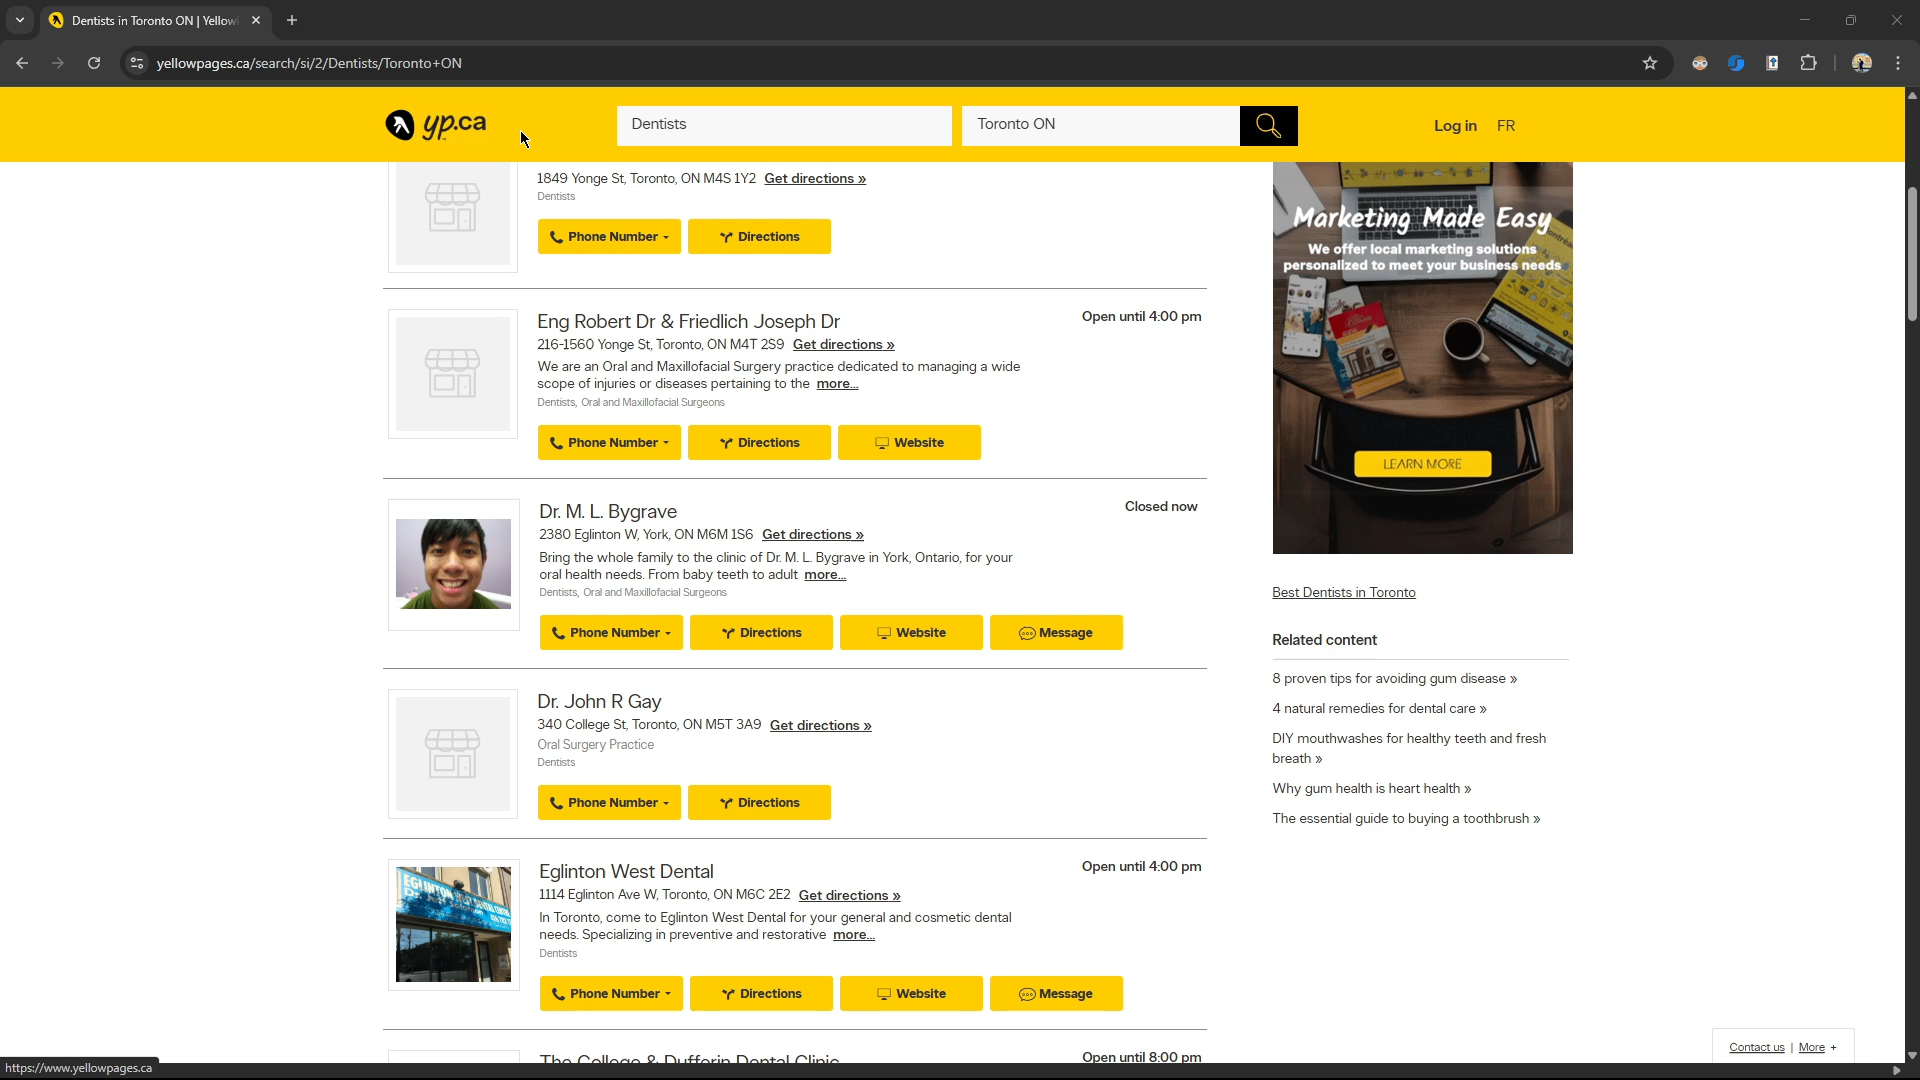 Dentists in Toronto ON | Yellow
yellowpages.ca/search/si/2/Dentists/Toronto+ON
yp.ca
Dentists
Toronto ON
Log in
FR
1849 Yonge St, Toronto, ON M4S 1Y2 Get directions »
Dentists
Phone Number
Directions
Eng Robert Dr & Friedlich Joseph Dr
Open until 4:00 pm
216-1560 Yonge St, Toronto, ON M4T 2S9 Get directions »
We are an Oral and Maxillofacial Surgery practice dedicated to managing a wide
scope of injuries or diseases pertaining to the more...
Dentists, Oral and Maxillofacial Surgeons
Phone Number
Directions
Website
Dr. M. L. Bygrave
Closed now
2380 Eglinton W, York, ON M6M 1S6 Get directions »
Bring the whole family to the clinic of Dr. M. L. Bygrave in York, Ontario, for your
oral health needs. From baby teeth to adult more...
Dentists, Oral and Maxillofacial Surgeons
Phone Number
Directions
Website
Message
Dr. John R Gay
340 College St, Toronto, ON M5T 3A9 Get directions »
Oral Surgery Practice
Dentists
Phone Number
Directions
Eglinton West Dental
Open until 4:00 pm
1114 Eglinton Ave W, Toronto, ON M6C 2E2 Get directions »
In Toronto, come to Eglinton West Dental for your general and cosmetic dental
needs. Specializing in preventive and restorative more...
Dentists
Phone Number
Directions
Website
Message
The College & Dufferin Dental Clinic
Open until 8:00 pm
Marketing Made Easy
We offer local marketing solutions
personalized to meet your business needs
LEARN MORE
Best Dentists in Toronto
Related content
8 proven tips for avoiding gum disease »
4 natural remedies for dental care »
DIY mouthwashes for healthy teeth and fresh
breath »
Why gum health is heart health »
The essential guide to buying a toothbrush »
Contact us | More +
https://www.yellowpages.ca